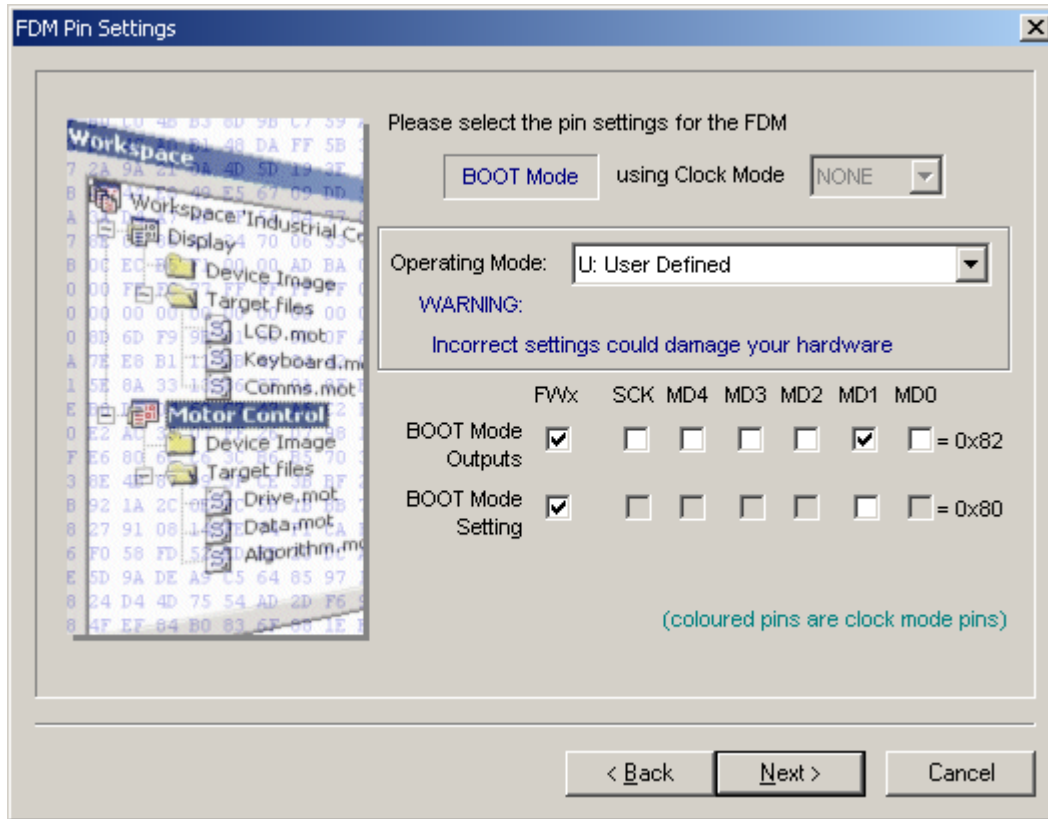 FDM Pin Settings
Please select the pin settings for the FDM
BOOT Mode using Clock Mode NONE
Operating Mode: U: User Defined
WARNING:
Incorrect settings could damage your hardware
FWx SCK MD4 MD3 MD2 MD1 MD0
BOOT Mode
Outputs
= 0x82
BOOT Mode
Setting
= 0x80
(coloured pins are clock mode pins)
Workspace
Workspace 'Industrial Co
Display
Device Image
Target files
LCD.mot
Keyboard.m
Comms.mot
Motor Control
Device Image
Target files
Drive.mot
Data.mot
Algorithm.mo
< Back
Next >
Cancel